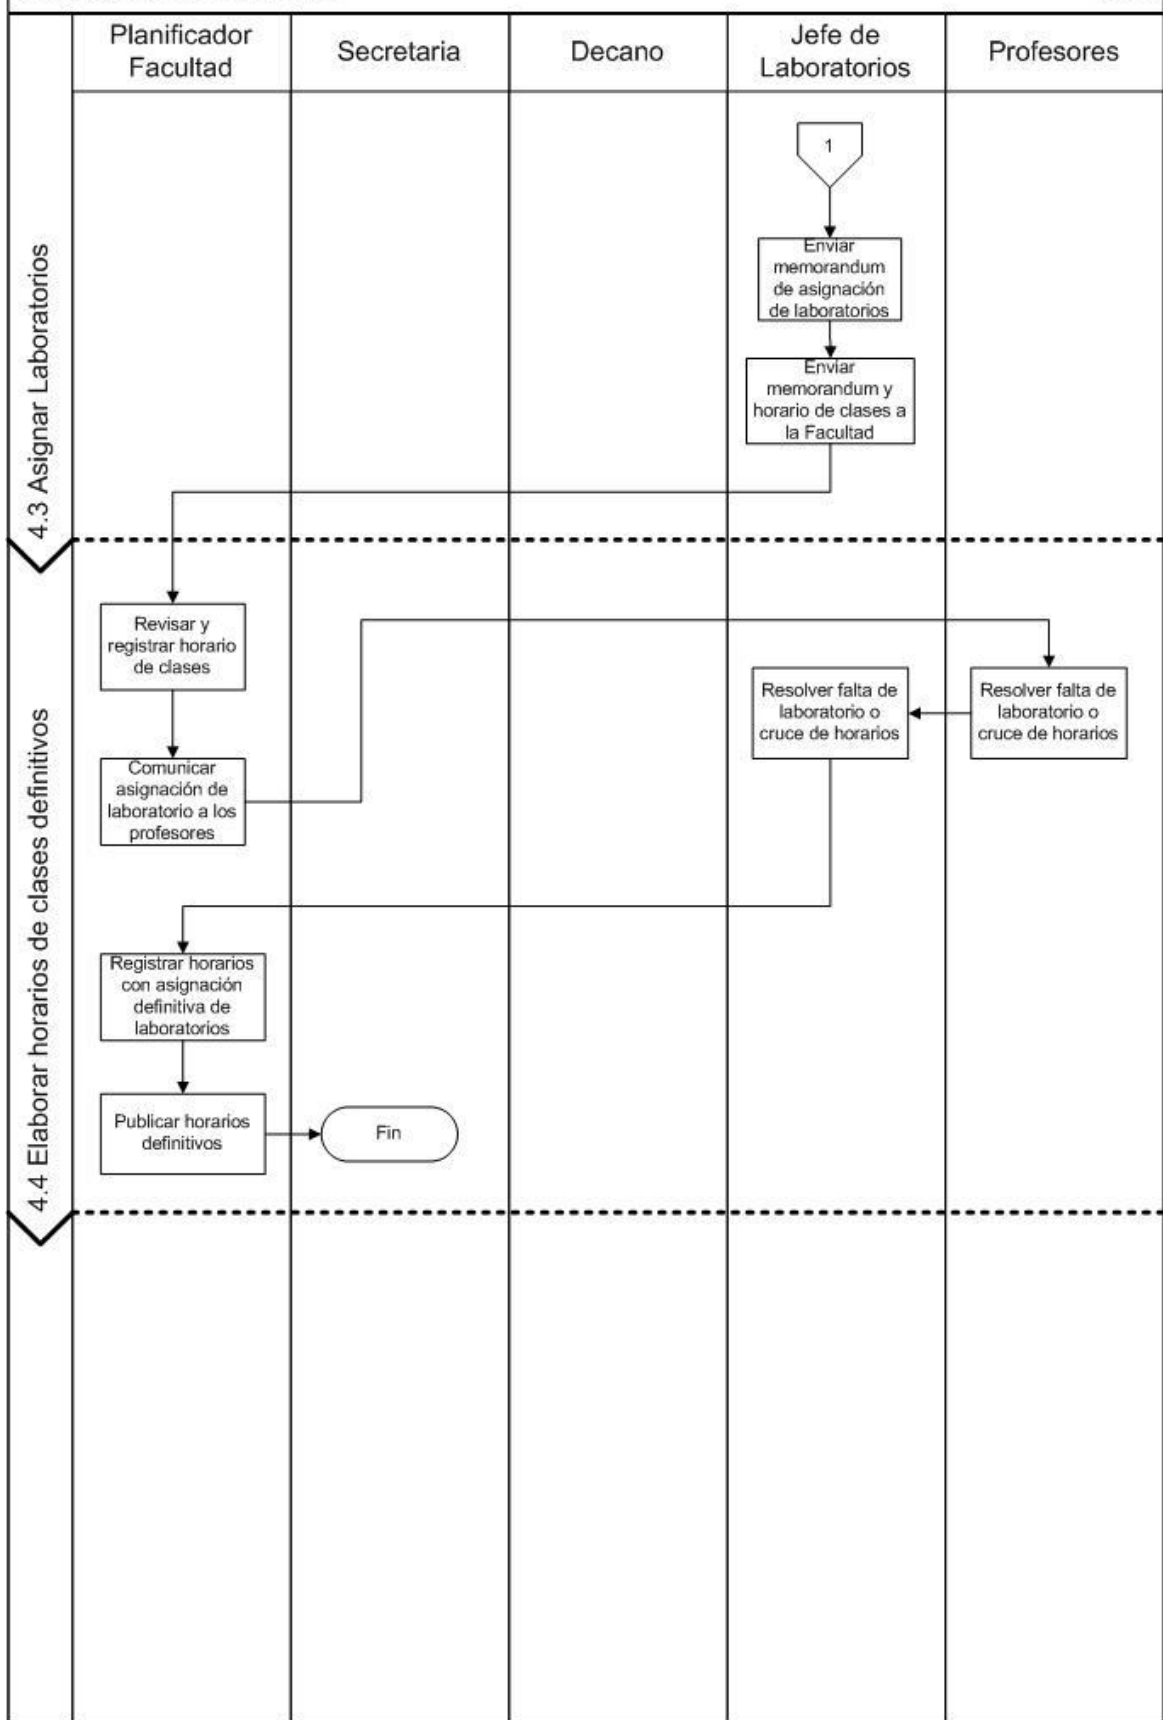 Planificador
Facultad
Secretaria
Decano
Jefe de
Laboratorios
Profesores
4.3 Asignar Laboratorios
1
Enviar
memorandum
de asignación
de laboratorios
Enviar
memorandum y
horario de clases a
la Facultad
4.4 Elaborar horarios de clases definitivos
Revisar y
registrar horario
de clases
Resolver falta de
laboratorio o
cruce de horarios
Resolver falta de
laboratorio o
cruce de horarios
Comunicar
asignación de
laboratorio a los
profesores
Registrar horarios
con asignación
definitiva de
laboratorios
Publicar horarios
definitivos
Fin